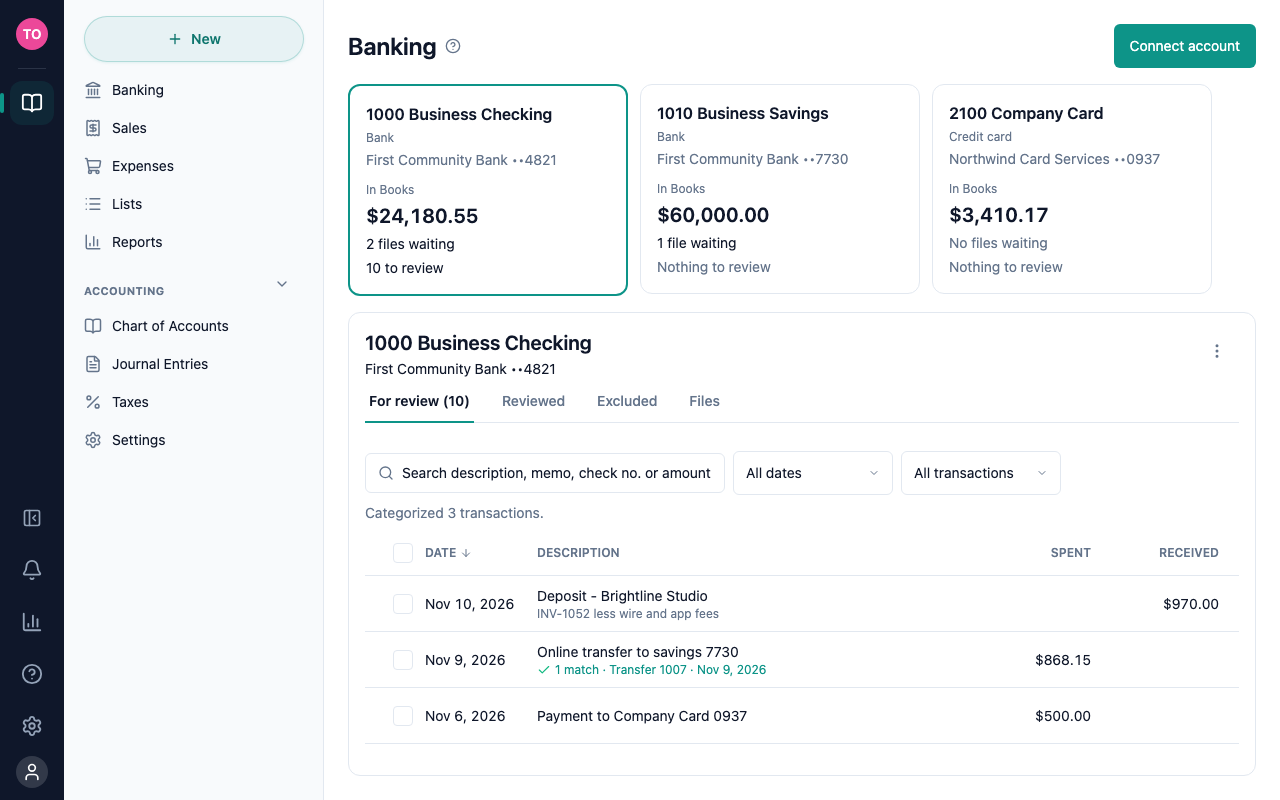 TO
New
Banking
Sales
Expenses
Lists
Reports
ACCOUNTING
Chart of Accounts
Journal Entries
Taxes
Settings
Banking
Connect account
1000 Business Checking
Bank
First Community Bank ••4821
In Books
$24,180.55
2 files waiting
10 to review
1010 Business Savings
Bank
First Community Bank ••7730
In Books
$60,000.00
1 file waiting
Nothing to review
2100 Company Card
Credit card
Northwind Card Services ••0937
In Books
$3,410.17
No files waiting
Nothing to review
1000 Business Checking
First Community Bank ••4821
For review (10) Reviewed Excluded Files
Search description, memo, check no. or amount All dates All transactions
Categorized 3 transactions.
DATE DESCRIPTION SPENT RECEIVED
Nov 10, 2026 Deposit - Brightline Studio $970.00
INV-1052 less wire and app fees
Nov 9, 2026 Online transfer to savings 7730 $868.15
1 match · Transfer 1007 · Nov 9, 2026
Nov 6, 2026 Payment to Company Card 0937 $500.00